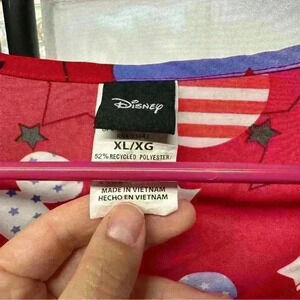 Disney
XL/XG
52% RECYCLED POLYESTER/
MADE IN VIETNAM
HECHO EN VIETNAM